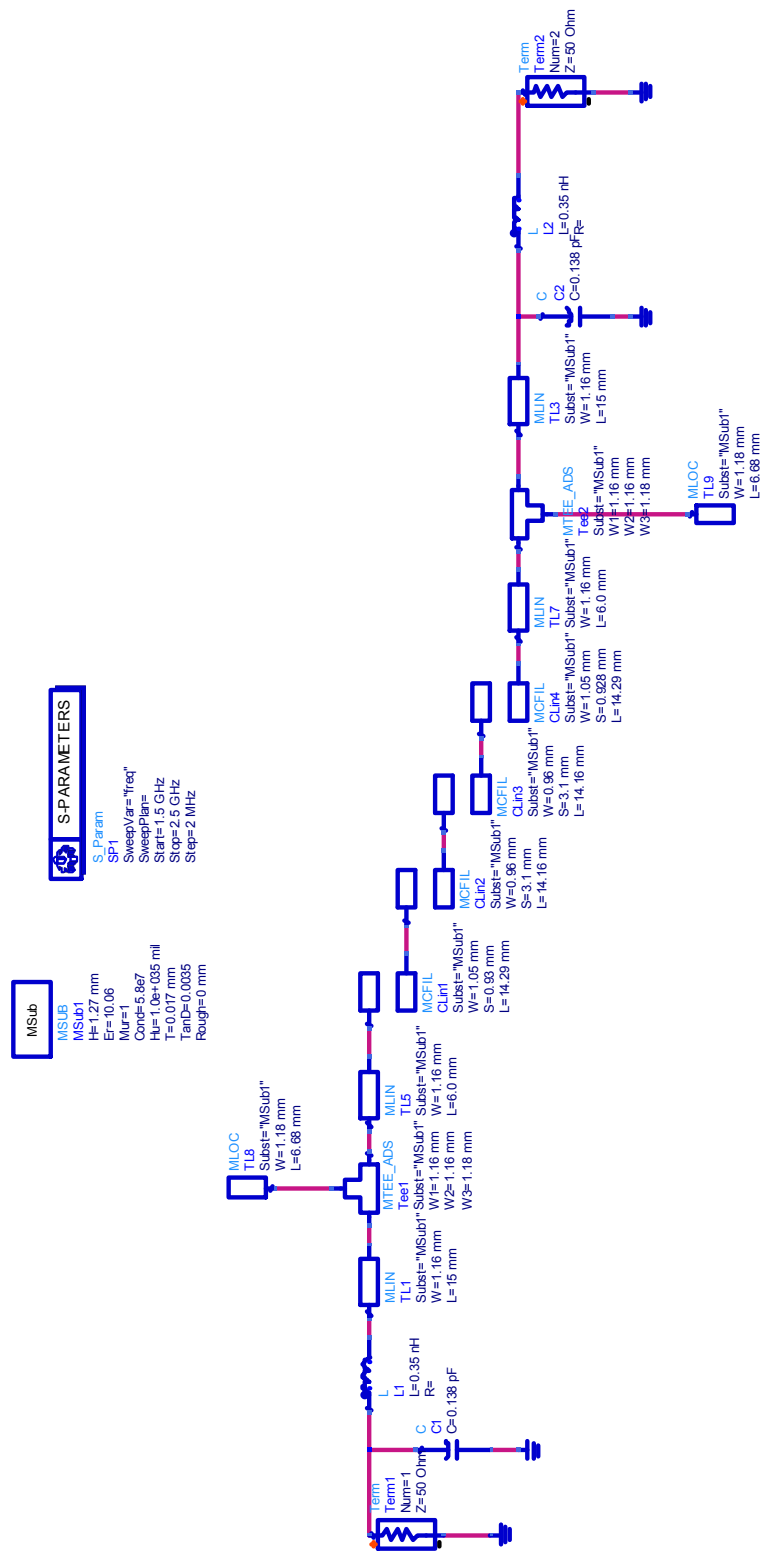 S-PARAMETERS
S_Param
SP1
SweepVar="freq"
SweepPlan=
Start=1.5 GHz
Stop=2.5 GHz
Step=2 MHz
MSub
MSUB
MSub1
H=1.27 mm
Er=10.06
Mur=1
Cond=5.8e7
Hu=1.0e+035 mil
T=0.017 mm
TanD=0.0035
Rough=0 mm
Term
Term1
Num=1
Z=50 Ohm
C
C1
C=0.138 pF
L
L1
L=0.35 nH
R=
MLIN
TL1
Subst="MSub1"
W=1.16 mm
L=15 mm
MTEE_ADS
Tee1
Subst="MSub1"
W1=1.16 mm
W2=1.16 mm
W3=1.18 mm
MLOC
TL8
Subst="MSub1"
W=1.18 mm
L=6.68 mm
MLIN
TL5
Subst="MSub1"
W=1.16 mm
L=6.0 mm
MCFIL
CLin1
Subst="MSub1"
W=1.05 mm
S=0.93 mm
L=14.29 mm
MCFIL
CLin2
Subst="MSub1"
W=0.96 mm
S=3.1 mm
L=14.16 mm
MCFIL
CLin3
Subst="MSub1"
W=0.96 mm
S=3.1 mm
L=14.16 mm
MCFIL
CLin4
Subst="MSub1"
W=1.05 mm
S=0.928 mm
L=14.29 mm
MLIN
TL7
Subst="MSub1"
W=1.16 mm
L=6.0 mm
MTEE_ADS
Tee2
Subst="MSub1"
W1=1.16 mm
W2=1.16 mm
W3=1.18 mm
MLOC
TL9
Subst="MSub1"
W=1.18 mm
L=6.68 mm
MLIN
TL3
Subst="MSub1"
W=1.16 mm
L=15 mm
C
C2
C=0.138 pF
L
L2
L=0.35 nH
R=
Term
Term2
Num=2
Z=50 Ohm